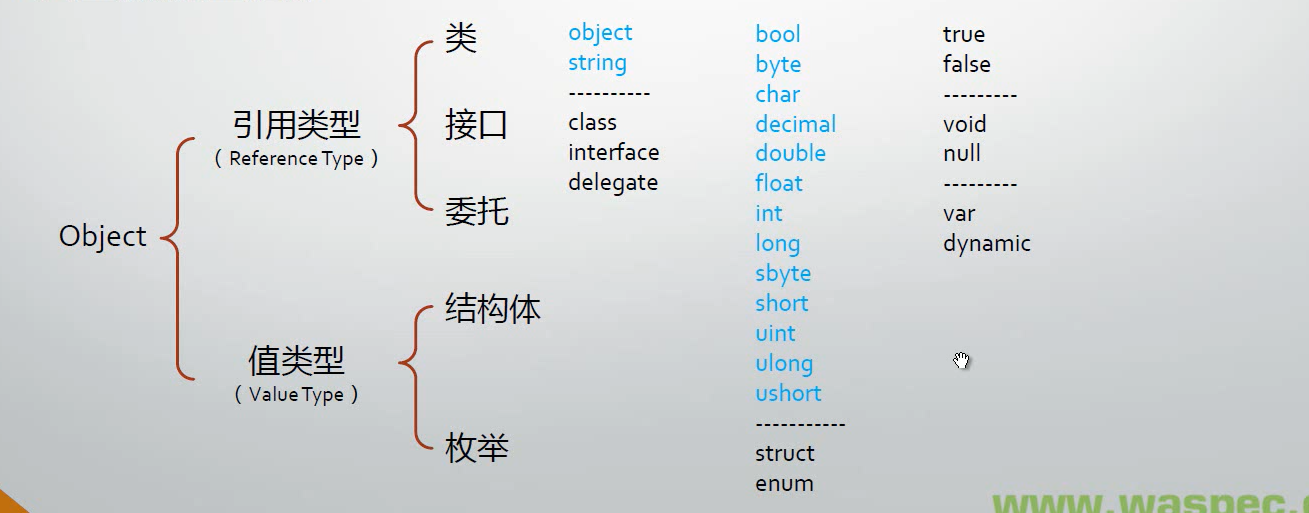 Object
引用类型
( Reference Type )
类
接口
委托
值类型
( Value Type )
结构体
枚举
object
string
----------
class
interface
delegate
bool
byte
char
decimal
double
float
int
long
sbyte
short
uint
ulong
ushort
-----------
struct
enum
true
false
---------
void
null
---------
var
dynamic
www.waspec.